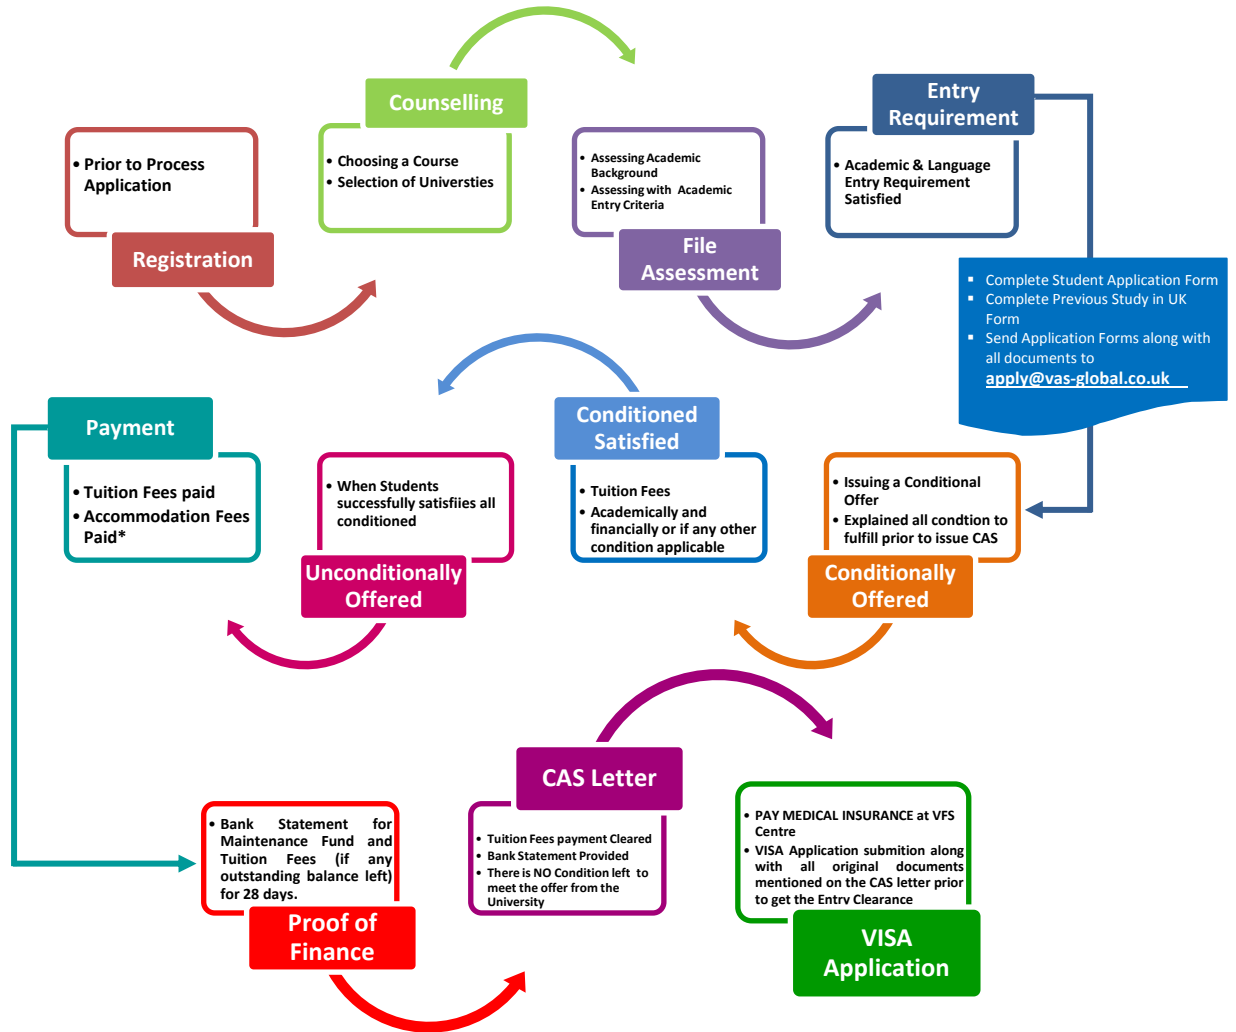 Counselling
• Choosing a Course
• Selection of Universties
Entry
Requirement
• Academic & Language
Entry Requirement
Satisfied
• Prior to Process
Application
Registration
• Assessing Academic
Background
• Assessing with Academic
Entry Criteria
File
Assessment
▪ Complete Student Application Form
▪ Complete Previous Study in UK
Form
▪ Send Application Forms along with
all documents to
apply@vas-global.co.uk
Payment
• Tuition Fees paid
• Accommodation Fees
Paid*
• When Students
successfully satisfiies all
conditioned
Unconditionally
Offered
Conditioned
Satisfied
• Tuition Fees
• Academically and
financially or if any other
condition applicable
• Issuing a Conditional
Offer
• Explained all condtion to
fulfill prior to issue CAS
Conditionally
Offered
• Bank Statement for
Maintenance Fund and
Tuition Fees (if any
outstanding balance left)
for 28 days.
Proof of
Finance
CAS Letter
• Tuition Fees payment Cleared
• Bank Statement Provided
• There is NO Condition left to
meet the offer from the
University
• PAY MEDICAL INSURANCE at VFS
Centre
• VISA Application submition along
with all original documents
mentioned on the CAS letter prior
to get the Entry Clearance
VISA
Application